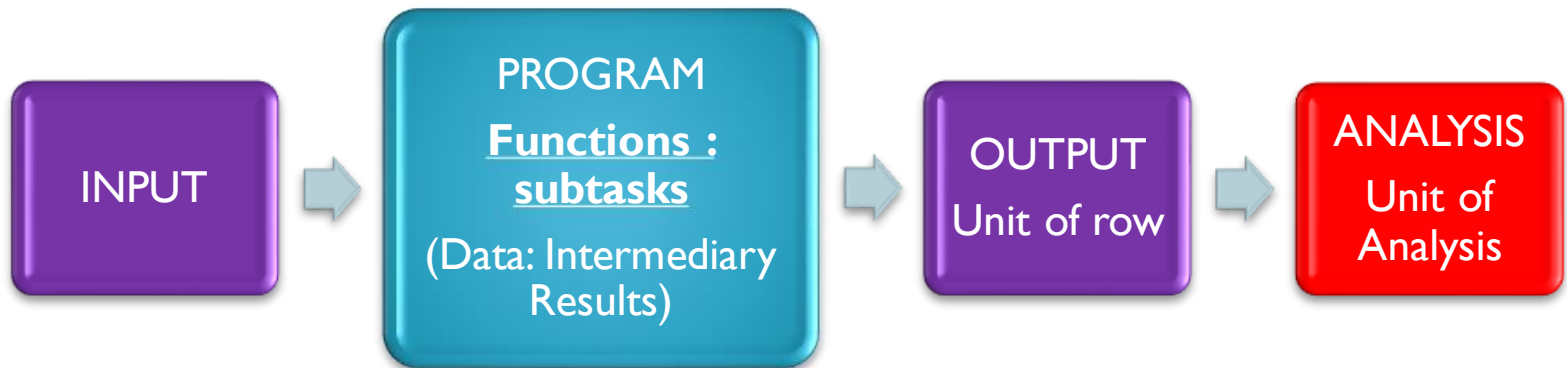 INPUT
PROGRAM
Functions :
subtasks
(Data: Intermediary
Results)
OUTPUT
Unit of row
ANALYSIS
Unit of
Analysis